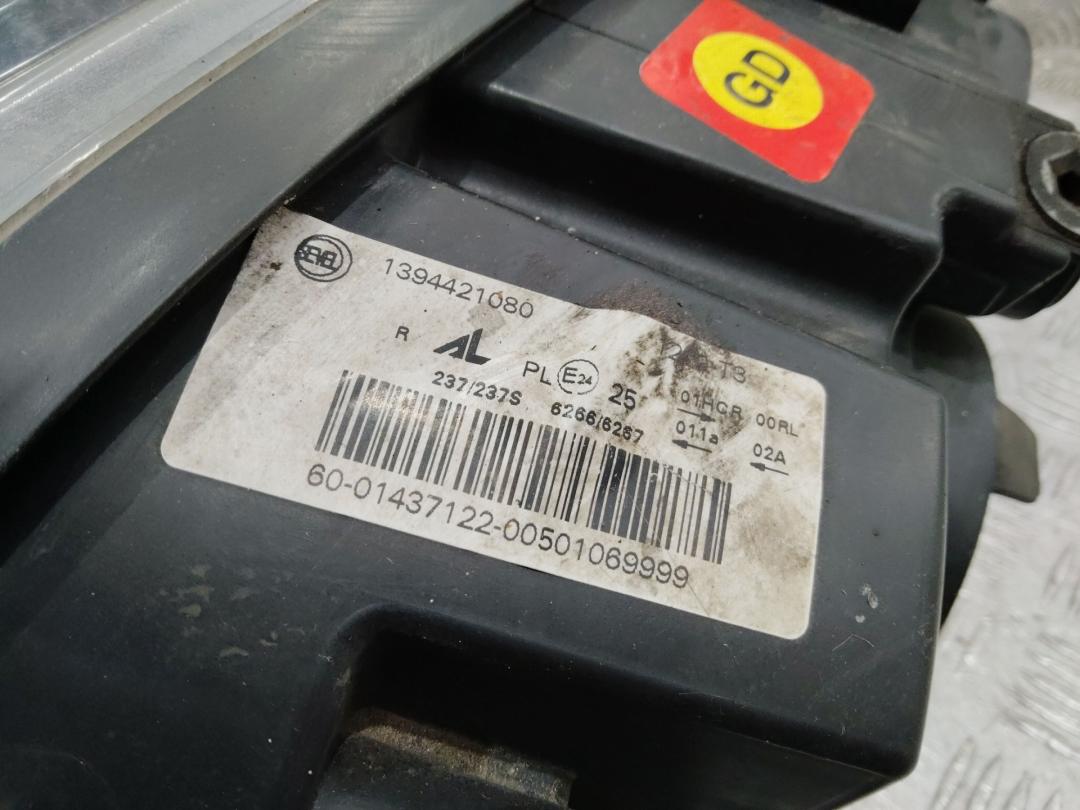 GD
SEVEL
1394421080
R AL PL E24 25 01HCR 00RL
237/237S 6266/6267 01.1a 02A
60-01437122-00501069999